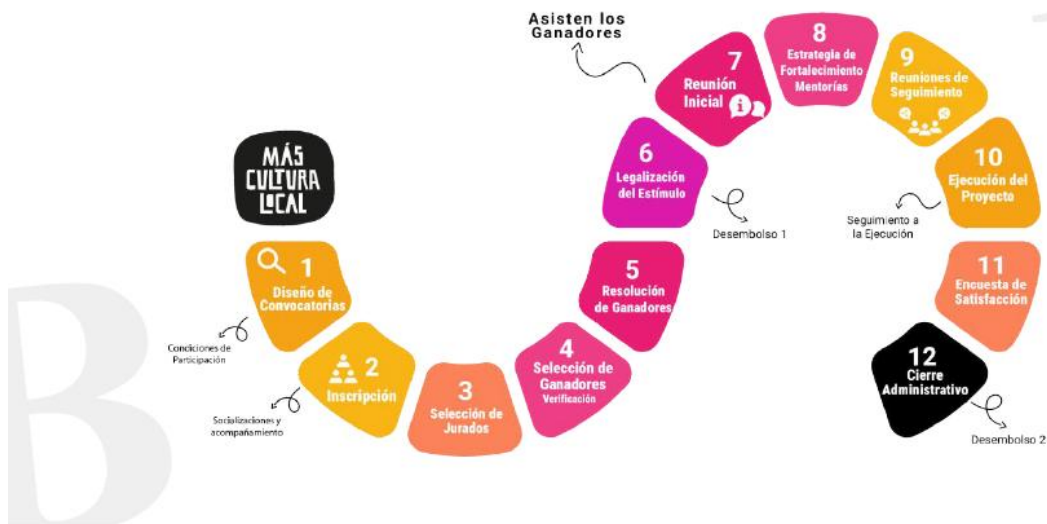 MÁS
CULTURA
LOCAL
1
Diseño de
Convocatorias
Condiciones de
Participación
2
Inscripción
Socializaciones y
acompañamiento
3
Selección de
Jurados
4
Selección de
Ganadores
Verificación
5
Resolución
de Ganadores
6
Legalización
del Estímulo
Desembolso 1
Asisten los
Ganadores
7
Reunión
Inicial
8
Estrategia de
Fortalecimiento
Mentorías
9
Reuniones de
Seguimiento
10
Ejecución del
Proyecto
Seguimiento a
la Ejecución
11
Encuesta de
Satisfacción
12
Cierre
Administrativo
Desembolso 2
B